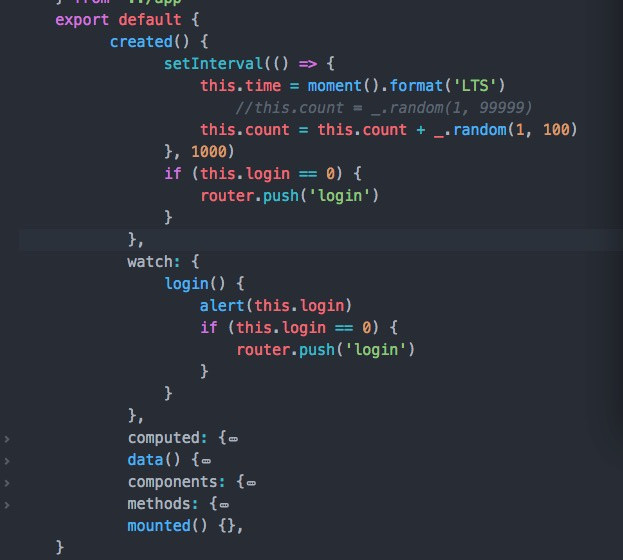 } from '../app
export default {
created() {
setInterval(() => {
this.time = moment().format('LTS')
//this.count = _.random(1, 99999)
this.count = this.count + _.random(1, 100)
}, 1000)
if (this.login == 0) {
router.push('login')
}
},
watch: {
login() {
alert(this.login)
if (this.login == 0) {
router.push('login')
}
}
},
computed: {
data() {
components: {
methods: {
mounted() {},
}